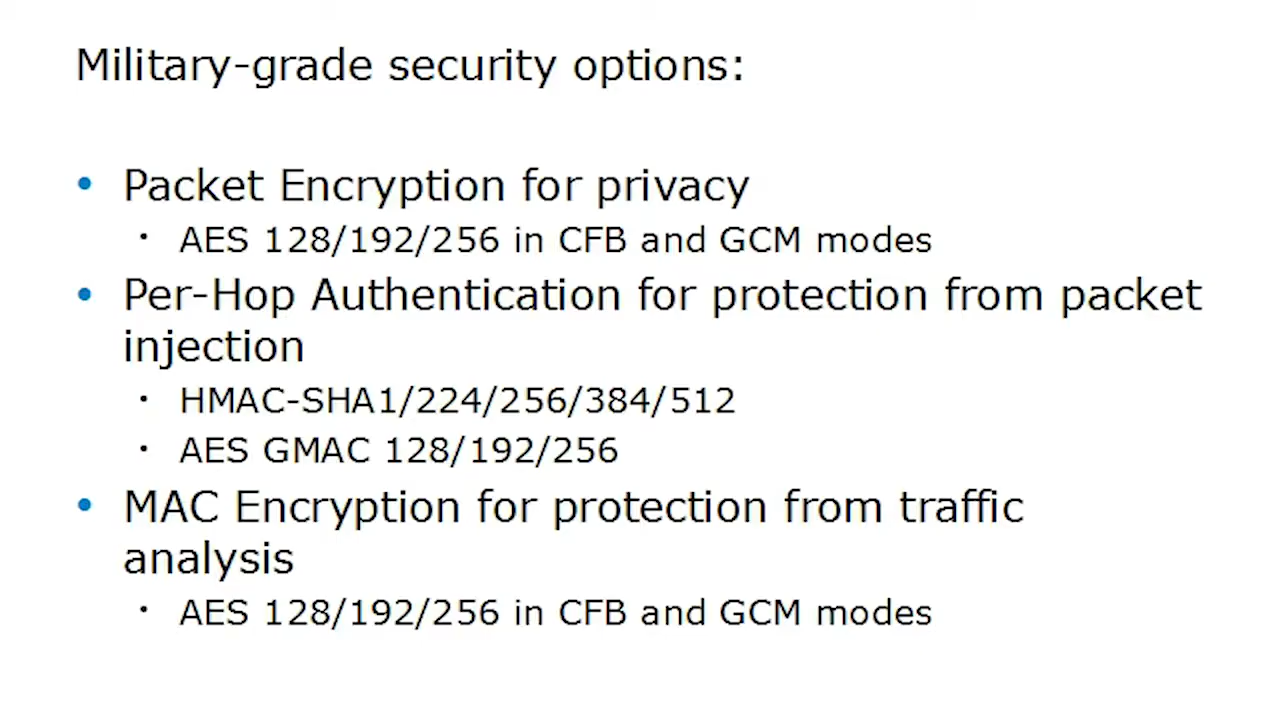 Military-grade security options:
• Packet Encryption for privacy
• AES 128/192/256 in CFB and GCM modes
• Per-Hop Authentication for protection from packet
injection
• HMAC-SHA1/224/256/384/512
• AES GMAC 128/192/256
• MAC Encryption for protection from traffic
analysis
• AES 128/192/256 in CFB and GCM modes